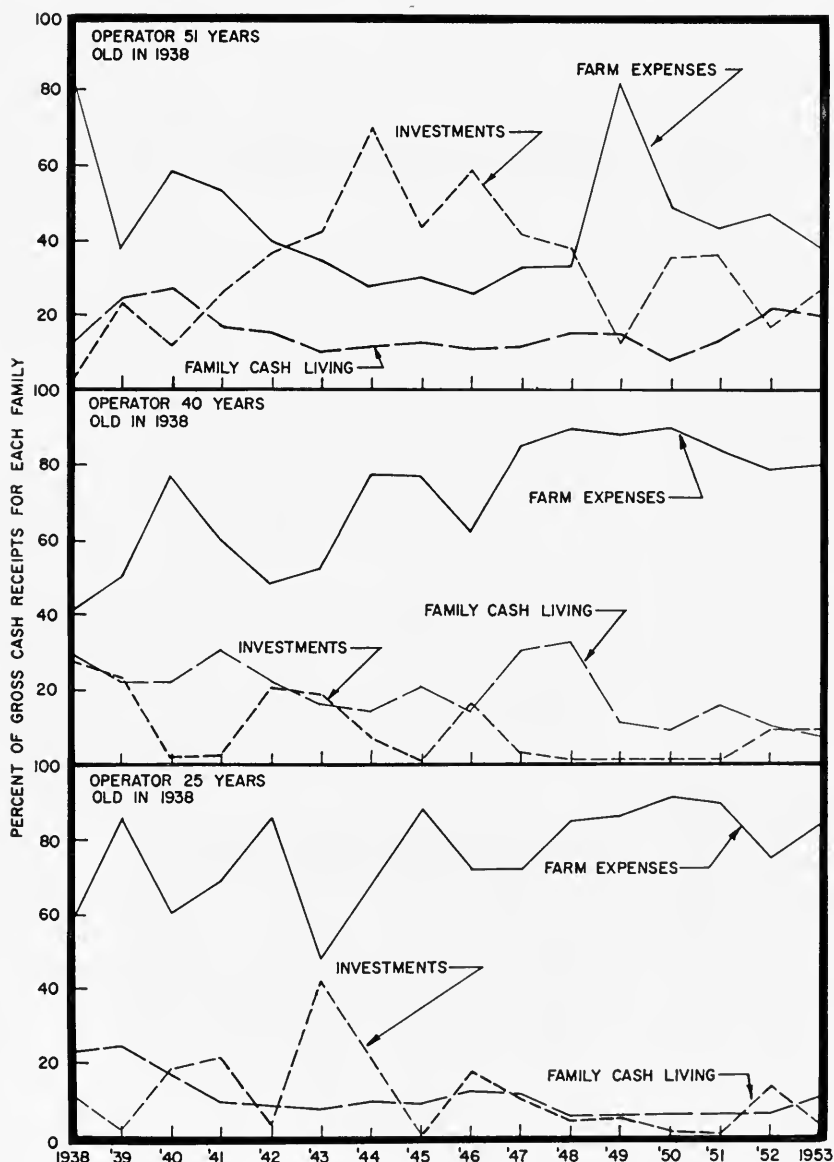 PERCENT OF GROSS CASH RECEIPTS FOR EACH FAMILY
100
OPERATOR 51 YEARS
OLD IN 1938
FARM EXPENSES
80
INVESTMENTS
60
40
20
FAMILY CASH LIVING
100
OPERATOR 40 YEARS
OLD IN 1938
80
FARM EXPENSES
60
40
FAMILY CASH LIVING
INVESTMENTS
20
100
OPERATOR 25 YEARS
OLD IN 1938
80
FARM EXPENSES
60
INVESTMENTS
40
20
FAMILY CASH LIVING
0
1938 '39 '40 '41 '42 '43 '44 '45 '46 '47 '48 '49 '50 '51 '52 1953